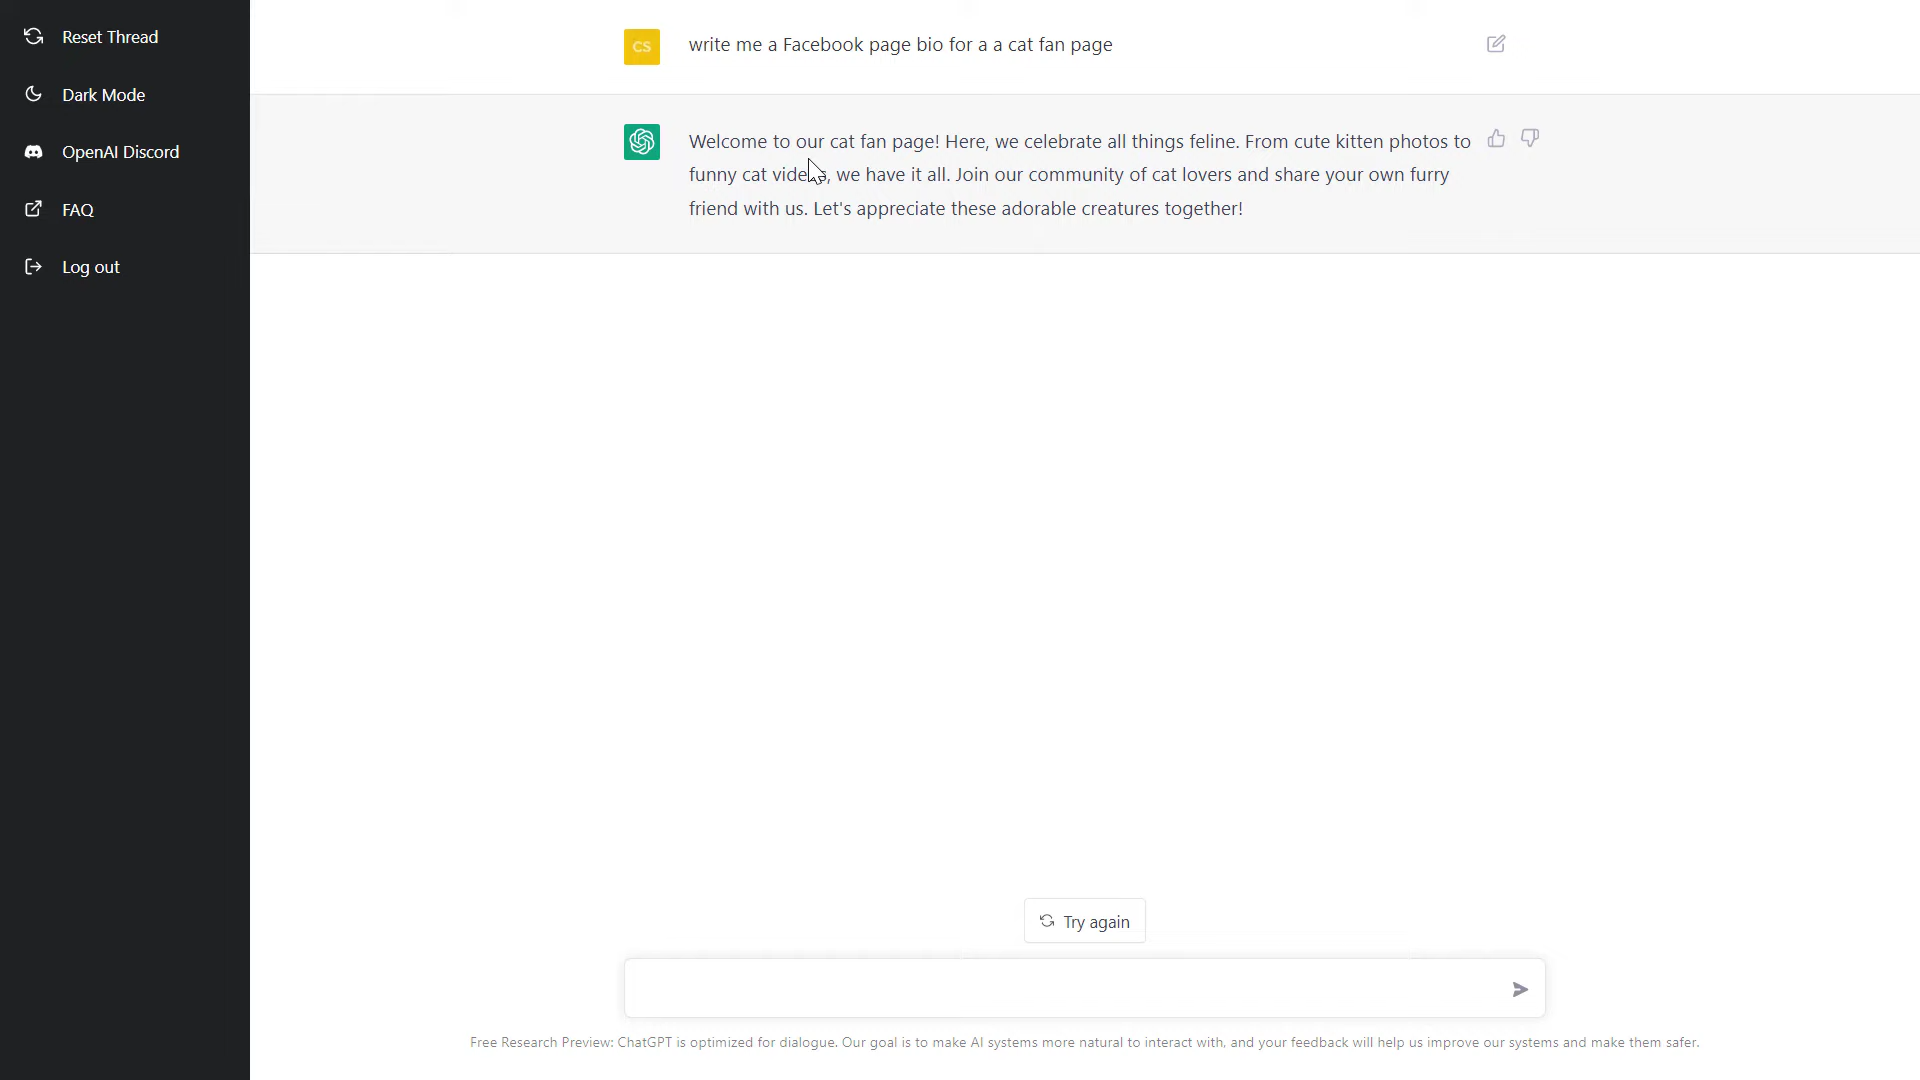 Reset Thread
Dark Mode
OpenAI Discord
FAQ
Log out
CS
write me a Facebook page bio for a a cat fan page
Welcome to our cat fan page! Here, we celebrate all things feline. From cute kitten photos to
funny cat videos, we have it all. Join our community of cat lovers and share your own furry
friend with us. Let's appreciate these adorable creatures together!
Try again
Free Research Preview: ChatGPT is optimized for dialogue. Our goal is to make AI systems more natural to interact with, and your feedback will help us improve our systems and make them safer.